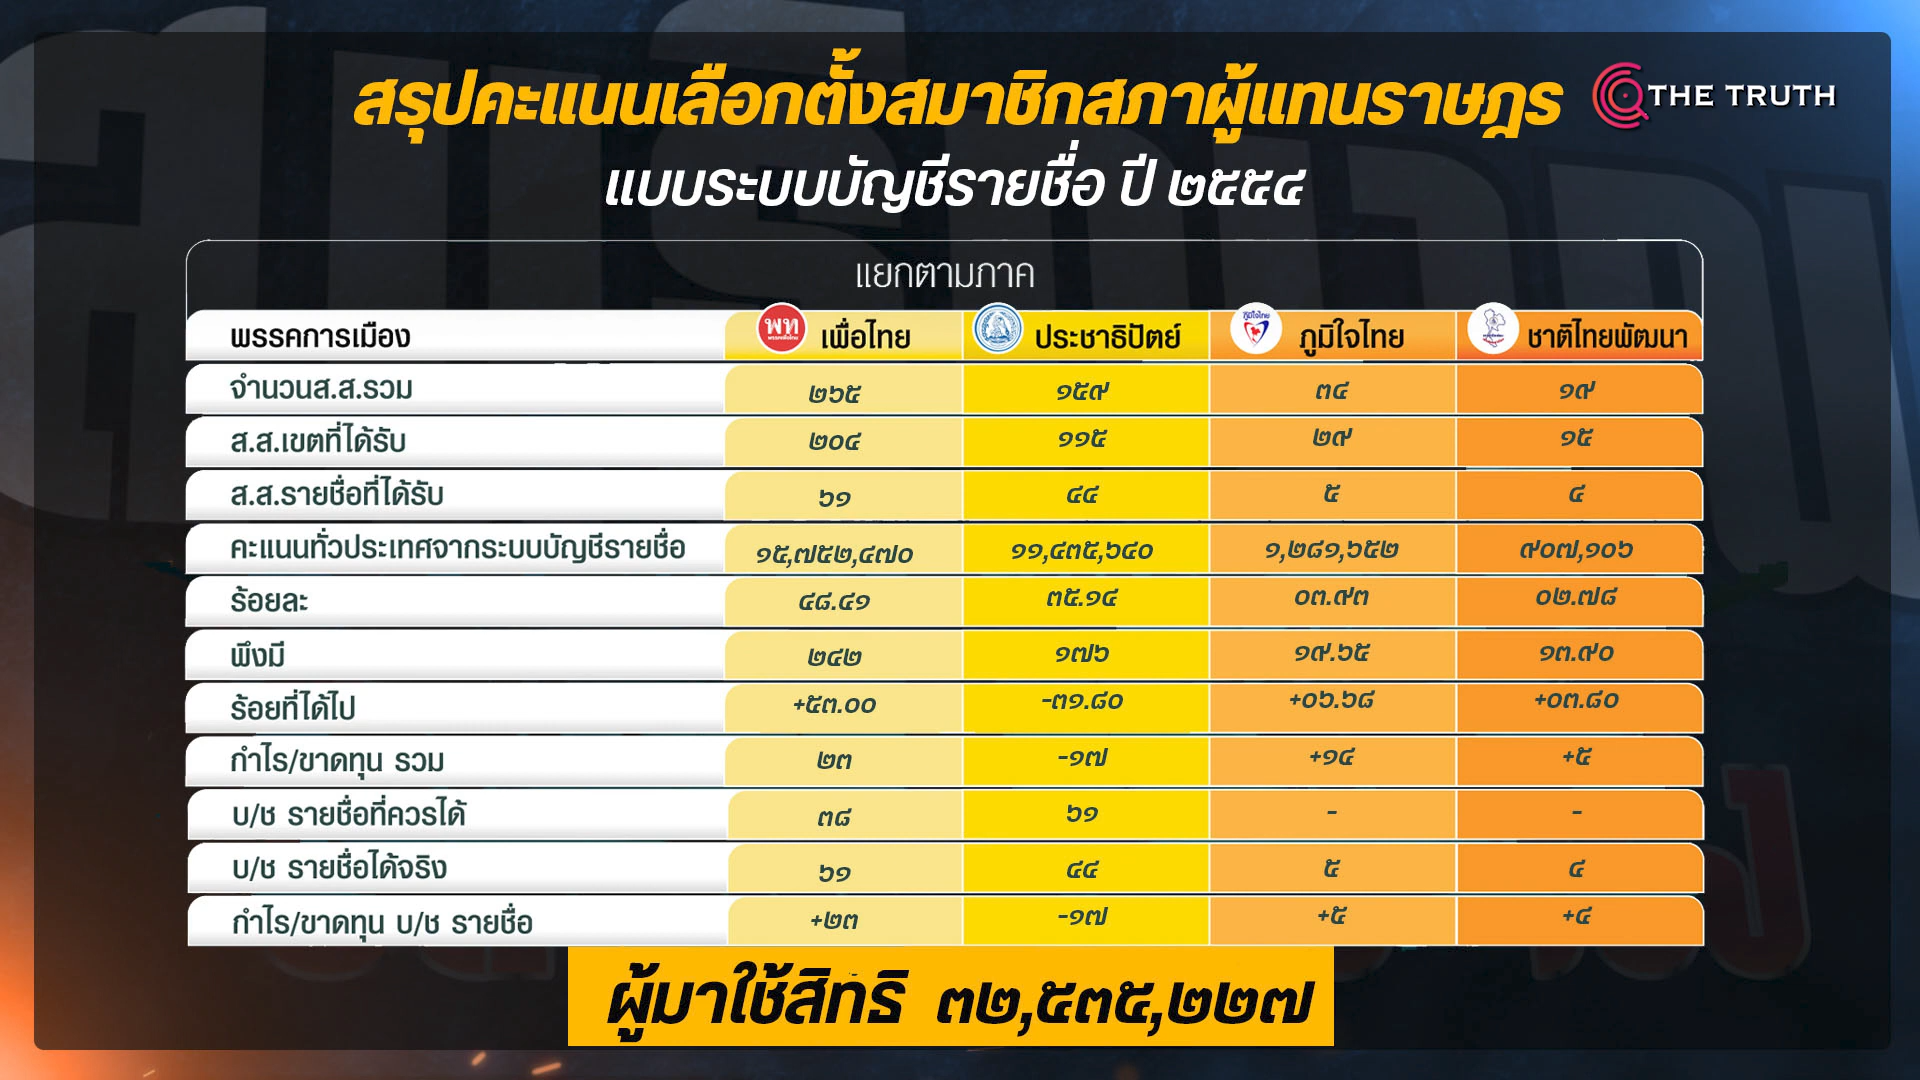 สรุปคะแนนเลือกตั้งสมาชิกสภาผู้แทนราษฎร
THE TRUTH
แบบระบบบัญชีรายชื่อ ปี ๒๕๕๔
แยกตามภาค
พรรคการเมือง พท เพื่อไทย ประชาธิปัตย์ ภูมิใจไทย ภูมิใจไทย ชาติไทยพัฒนา
จำนวนส.ส.รวม ๒๖๕ ๑๕๙ ๓๔ ๑๙
ส.ส.เขตที่ได้รับ ๒๐๔ ๑๑๕ ๒๙ ๑๕
ส.ส.รายชื่อที่ได้รับ ๖๑ ๔๔ ๕ ๔
คะแนนทั่วประเทศจากระบบบัญชีรายชื่อ ๑๕,๗๕๒,๔๗๐ ๑๑,๔๓๕,๖๔๐ ๑,๒๘๑,๖๕๒ ๙๐๗,๑๐๖
ร้อยละ ๔๘.๔๑ ๓๕.๑๔ ๐๓.๙๓ ๐๒.๗๘
พึงมี ๒๔๒ ๑๗๖ ๑๙.๖๕ ๑๓.๙๐
ร้อยที่ได้ไป +๕๓.๐๐ -๓๑.๘๐ +๐๖.๖๘ +๐๓.๘๐
กำไร/ขาดทุน รวม ๒๓ -๑๗ +๑๔ +๕
บ/ช รายชื่อที่ควรได้ ๓๘ ๖๑ - -
บ/ช รายชื่อได้จริง ๖๑ ๔๔ ๕ ๔
กำไร/ขาดทุน บ/ช รายชื่อ +๒๓ -๑๗ +๕ +๔
ผู้มาใช้สิทธิ ๓๒,๕๓๕,๒๒๗